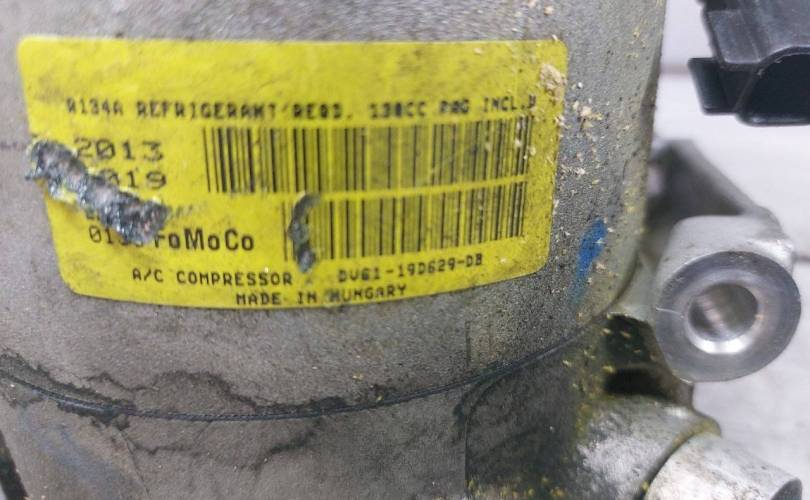 R134A REFRIGERANT REQD. 130CC PAG INCL.
2013
019
FoMoCo
A/C COMPRESSOR DV61-19D629-DB
MADE IN HUNGARY